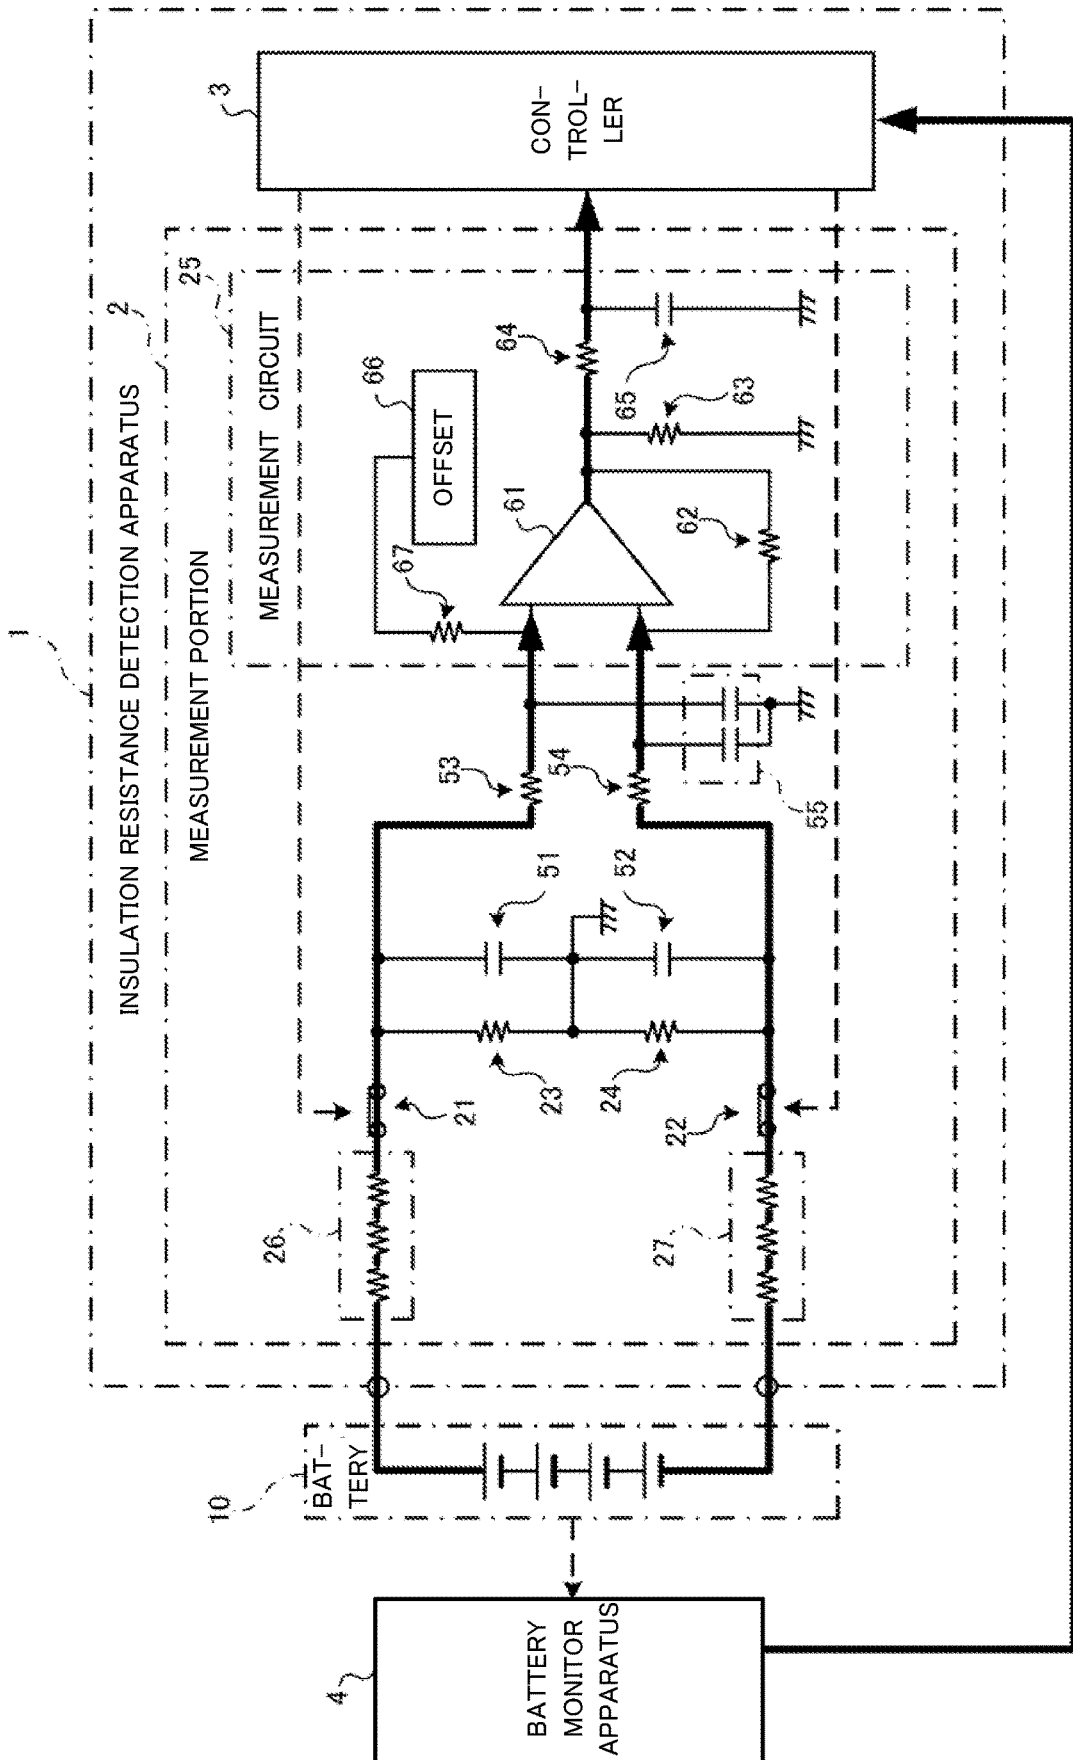 1
INSULATION RESISTANCE DETECTION APPARATUS
2
MEASUREMENT PORTION
25
MEASUREMENT CIRCUIT
3
CON-
TROL-
LER
66
OFFSET
67
61
62
64
65
63
53
54
55
51
52
23
24
21
22
26
27
10
BAT-
TERY
4
BATTERY
MONITOR
APPARATUS